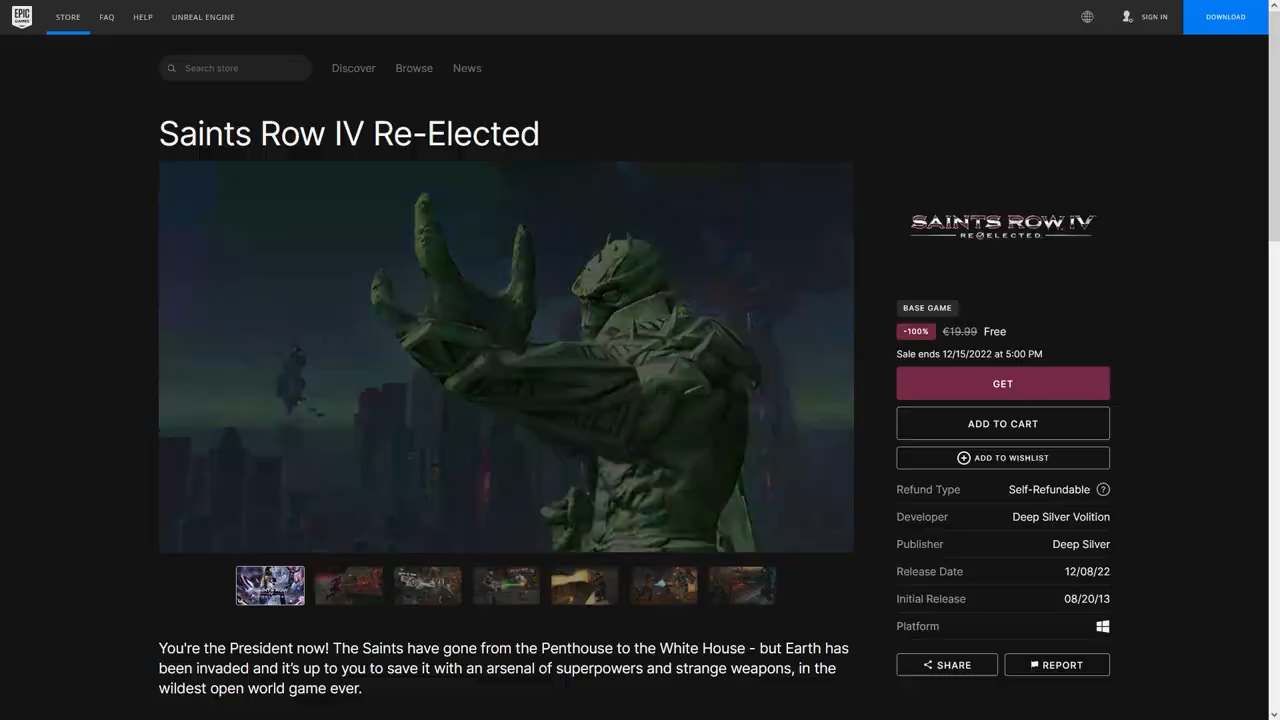 EPIC
GAMES
STORE
FAQ
HELP
UNREAL ENGINE
SIGN IN
DOWNLOAD
Search store
Discover
Browse
News
Saints Row IV Re-Elected
SAINTS ROW IV
RE-ELECTED
BASE GAME
-100% €19.99 Free
Sale ends 12/15/2022 at 5:00 PM
GET
ADD TO CART
ADD TO WISHLIST
Refund Type Self-Refundable ?
Developer Deep Silver Volition
Publisher Deep Silver
Release Date 12/08/22
Initial Release 08/20/13
Platform
SHARE
REPORT
You're the President now! The Saints have gone from the Penthouse to the White House - but Earth has
been invaded and it's up to you to save it with an arsenal of superpowers and strange weapons, in the
wildest open world game ever.